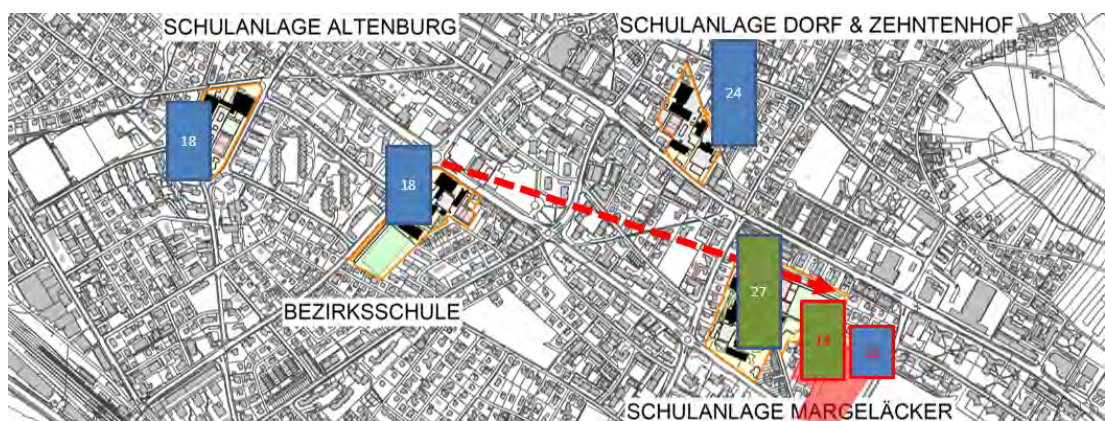 SCHULANLAGE ALTENBURG
SCHULANLAGE DORF & ZEHNTENHOF
24
18
18
27
18
12
BEZIRKSSCHULE
SCHULANLAGE MARGELÄCKER